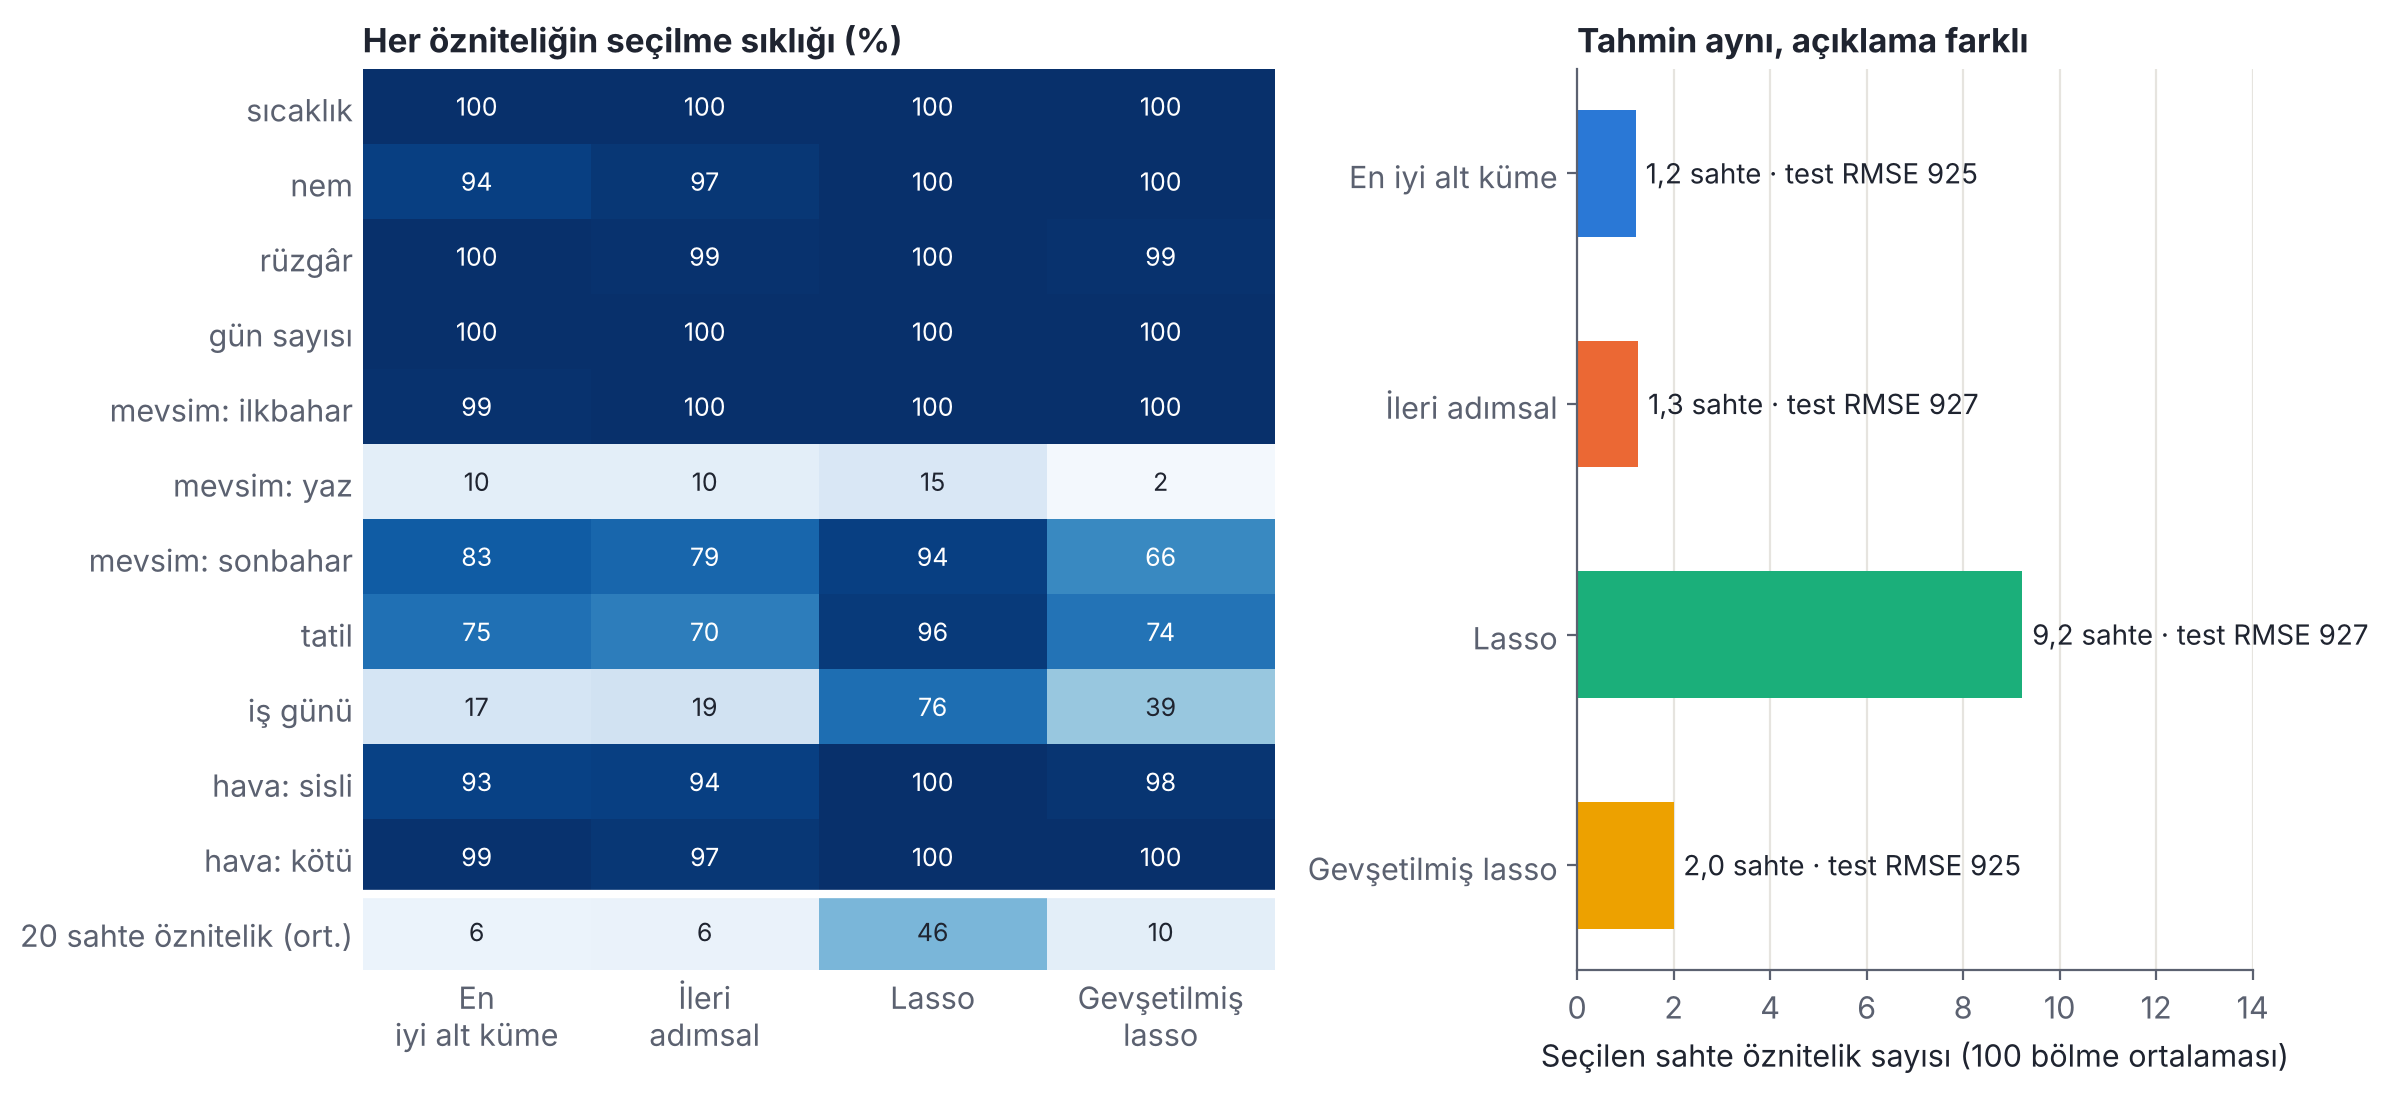 Her özniteliğin seçilme sıklığı (%)
sıcaklık 100 100 100 100
nem 94 97 100 100
rüzgâr 100 99 100 99
gün sayısı 100 100 100 100
mevsim: ilkbahar 99 100 100 100
mevsim: yaz 10 10 15 2
mevsim: sonbahar 83 79 94 66
tatil 75 70 96 74
iş günü 17 19 76 39
hava: sisli 93 94 100 98
hava: kötü 99 97 100 100
20 sahte öznitelik (ort.) 6 6 46 10
En iyi alt küme
İleri adımsal
Lasso
Gevşetilmiş lasso
Tahmin aynı, açıklama farklı
En iyi alt küme 1,2 sahte · test RMSE 925
İleri adımsal 1,3 sahte · test RMSE 927
Lasso 9,2 sahte · test RMSE 927
Gevşetilmiş lasso 2,0 sahte · test RMSE 925
0 2 4 6 8 10 12 14
Seçilen sahte öznitelik sayısı (100 bölme ortalaması)